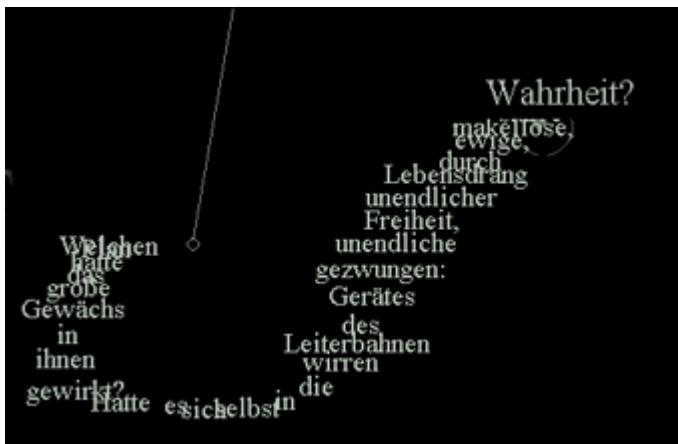 Welchen
hatte
das
große
Gewächs
in
ihnen
gewirkt?
Hatte
es
sich
selbst
in
die
wirren
Leiterbahnen
des
Gerätes
gezwungen:
unendliche
Freiheit,
unendlicher
Lebensdrang
durch
ewige,
makellose,
Wahrheit?